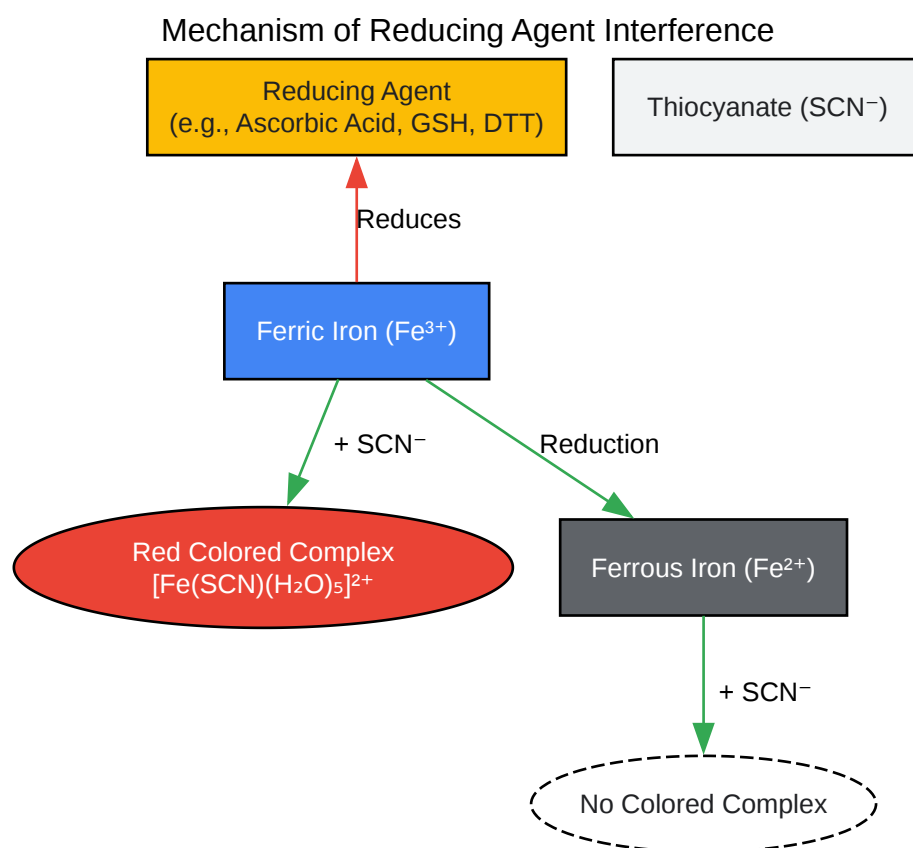 Mechanism of Reducing Agent Interference
Reducing Agent
(e.g., Ascorbic Acid, GSH, DTT)
Thiocyanate (SCN⁻)
Reduces
Ferric Iron (Fe³⁺)
+ SCN⁻
Reduction
Red Colored Complex
[Fe(SCN)(H₂O)₅]²⁺
Ferrous Iron (Fe²⁺)
+ SCN⁻
No Colored Complex